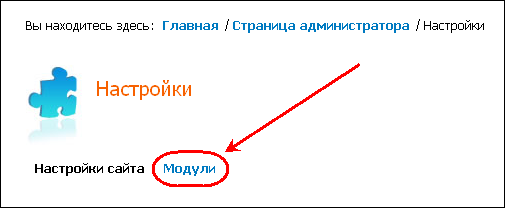 Вы находитесь здесь: Главная / Страница администратора / Настройки
Настройки
Настройки сайта Модули